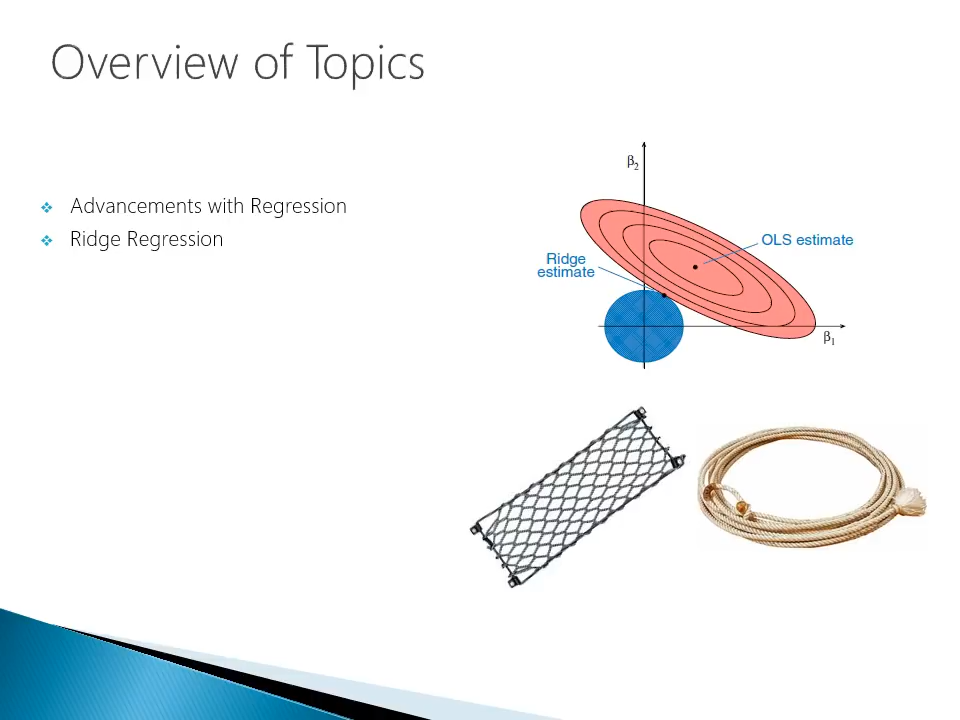 Overview of Topics
Advancements with Regression
Ridge Regression
β2
OLS estimate
Ridge
estimate
β1